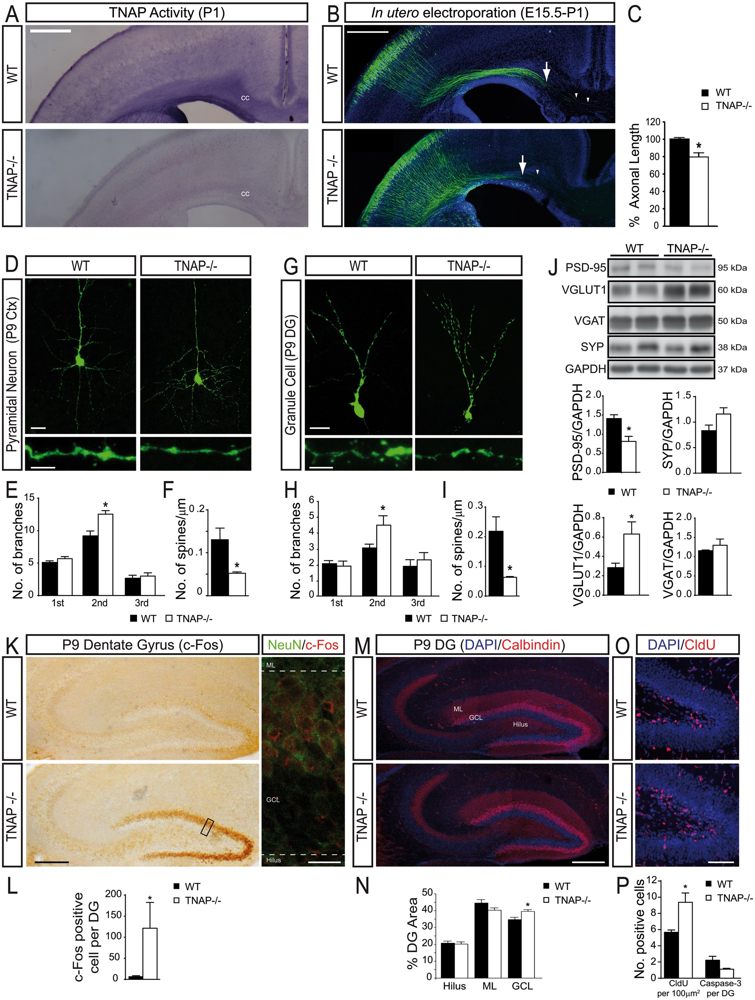 A
TNAP Activity (P1)
WT
cc
TNAP-/-
cc
B
In utero electroporation (E15.5-P1)
WT
TNAP -/-
C
WT
TNAP-/-
% Axonal Length
120
100
80
60
40
20
0
*
D
WT
TNAP-/-
Pyramidal Neuron (P9 Ctx)
E
No. of branches
15
10
5
0
*
1st
2nd
3rd
F
No. of spines/µm
0.2
0.1
0
*
WT
TNAP-/-
G
WT
TNAP-/-
Granule Cell (P9 DG)
H
No. of branches
6
5
4
3
2
1
0
*
1st
2nd
3rd
I
No. of spines/µm
0.3
0.2
0.1
0.0
*
WT
TNAP-/-
J
WT
TNAP-/-
PSD-95
95 kDa
VGLUT1
60 kDa
VGAT
50 kDa
SYP
38 kDa
GAPDH
37 kDa
PSD-95/GAPDH
2.0
1.5
1.0
0.5
0.0
*
SYP/GAPDH
1.5
1.0
0.5
0.0
WT
TNAP-/-
VGLUT1/GAPDH
0.8
0.6
0.4
0.2
0.0
*
VGAT/GAPDH
2.0
1.5
1.0
0.5
0.0
K
P9 Dentate Gyrus (c-Fos)
NeuN/c-Fos
WT
TNAP -/-
ML
GCL
Hilus
L
c-Fos positive
cell per DG
200
150
100
50
0
*
WT
TNAP-/-
M
P9 DG (DAPI/Calbindin)
WT
ML
GCL
Hilus
TNAP -/-
N
% DG Area
50
40
30
20
10
0
*
Hilus
ML
GCL
WT
TNAP-/-
O
DAPI/CldU
WT
TNAP -/-
P
No. positive cells
12
10
8
6
4
2
0
*
CldU
per 100µm²
Caspase-3
per DG
WT
TNAP-/-